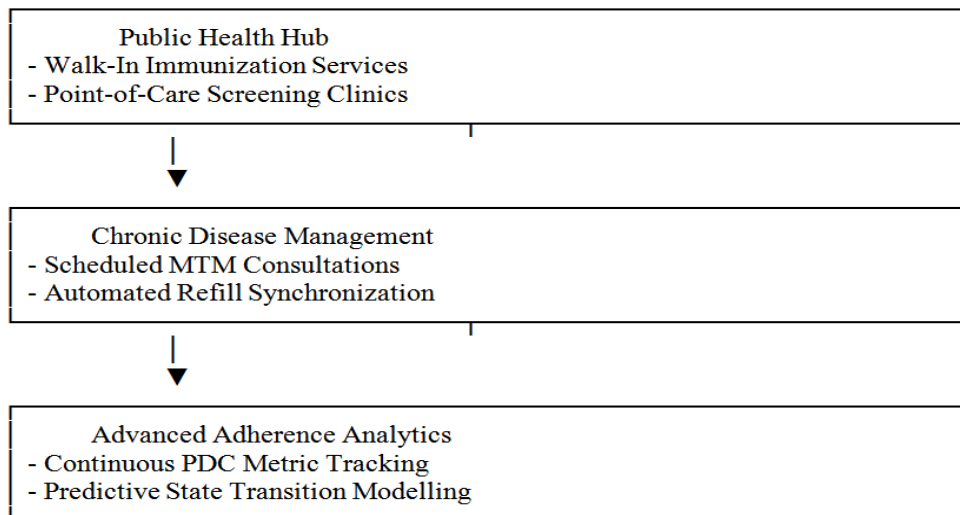 Public Health Hub
- Walk-In Immunization Services
- Point-of-Care Screening Clinics
Chronic Disease Management
- Scheduled MTM Consultations
- Automated Refill Synchronization
Advanced Adherence Analytics
- Continuous PDC Metric Tracking
- Predictive State Transition Modelling